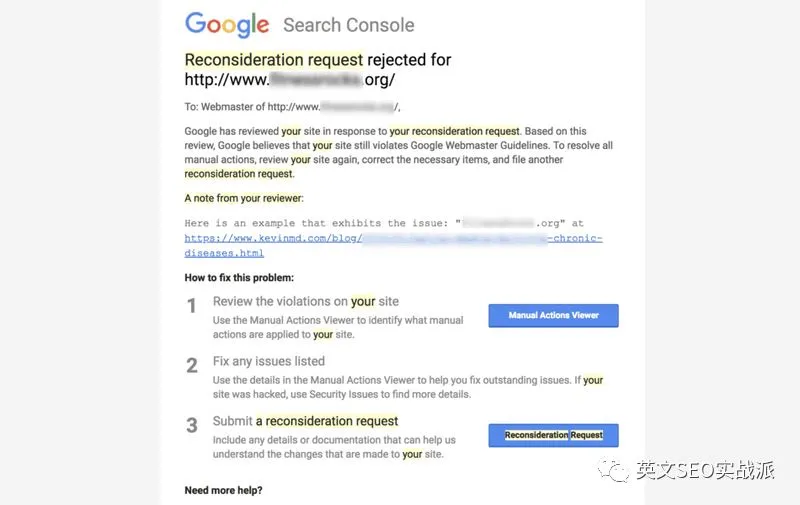 Google Search Console
Reconsideration request rejected for
http://www. .org/
To: Webmaster of http://www. /,
Google has reviewed your site in response to your reconsideration request. Based on this
review, Google believes that your site still violates Google Webmaster Guidelines. To resolve all
manual actions, review your site again, correct the necessary items, and file another
reconsideration request.
A note from your reviewer:
Here is an example that exhibits the issue: " .org" at
https://www.kevinmd.com/blog/ -chronic-
diseases.html
How to fix this problem:
1 Review the violations on your site
Manual Actions Viewer
Use the Manual Actions Viewer to identify what manual
actions are applied to your site.
2 Fix any issues listed
Use the details in the Manual Actions Viewer to help you fix outstanding issues. If your
site was hacked, use Security Issues to find more details.
3 Submit a reconsideration request
Reconsideration Request
Include any details or documentation that can help us
understand the changes that are made to your site.
英文SEO实战派
Need more help?